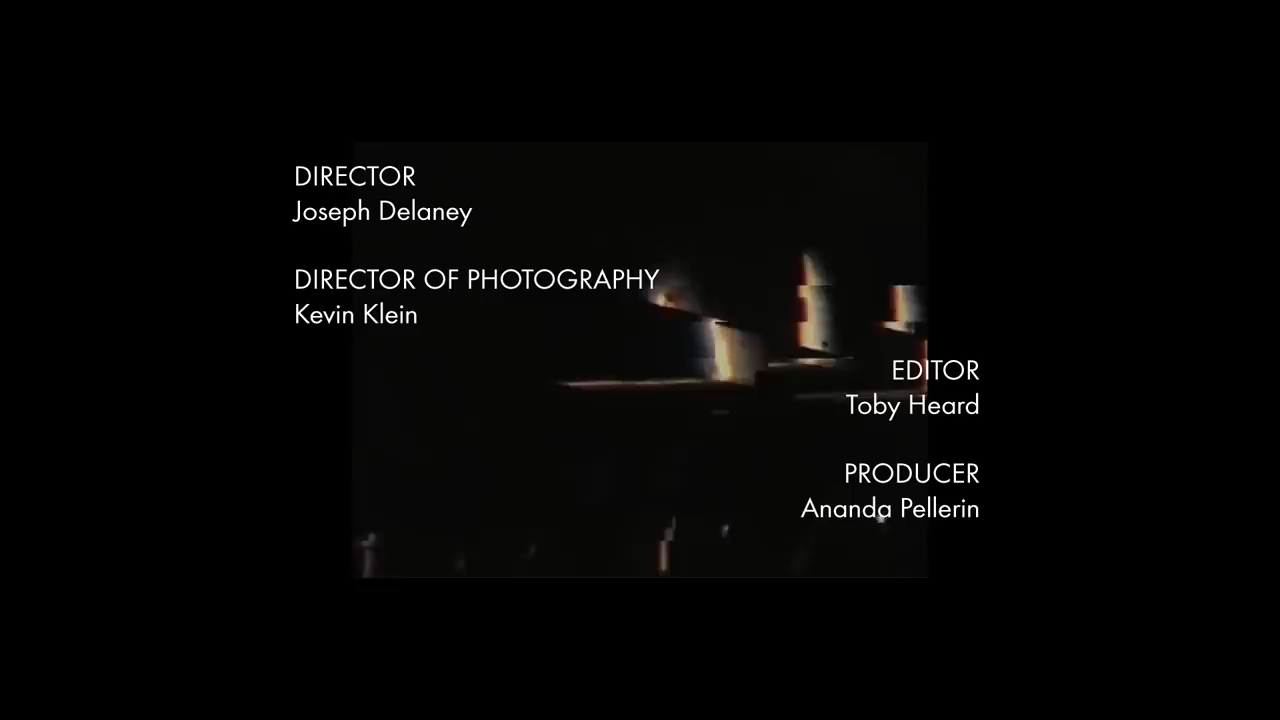 DIRECTOR
Joseph Delaney
DIRECTOR OF PHOTOGRAPHY
Kevin Klein
EDITOR
Toby Heard
PRODUCER
Ananda Pellerin